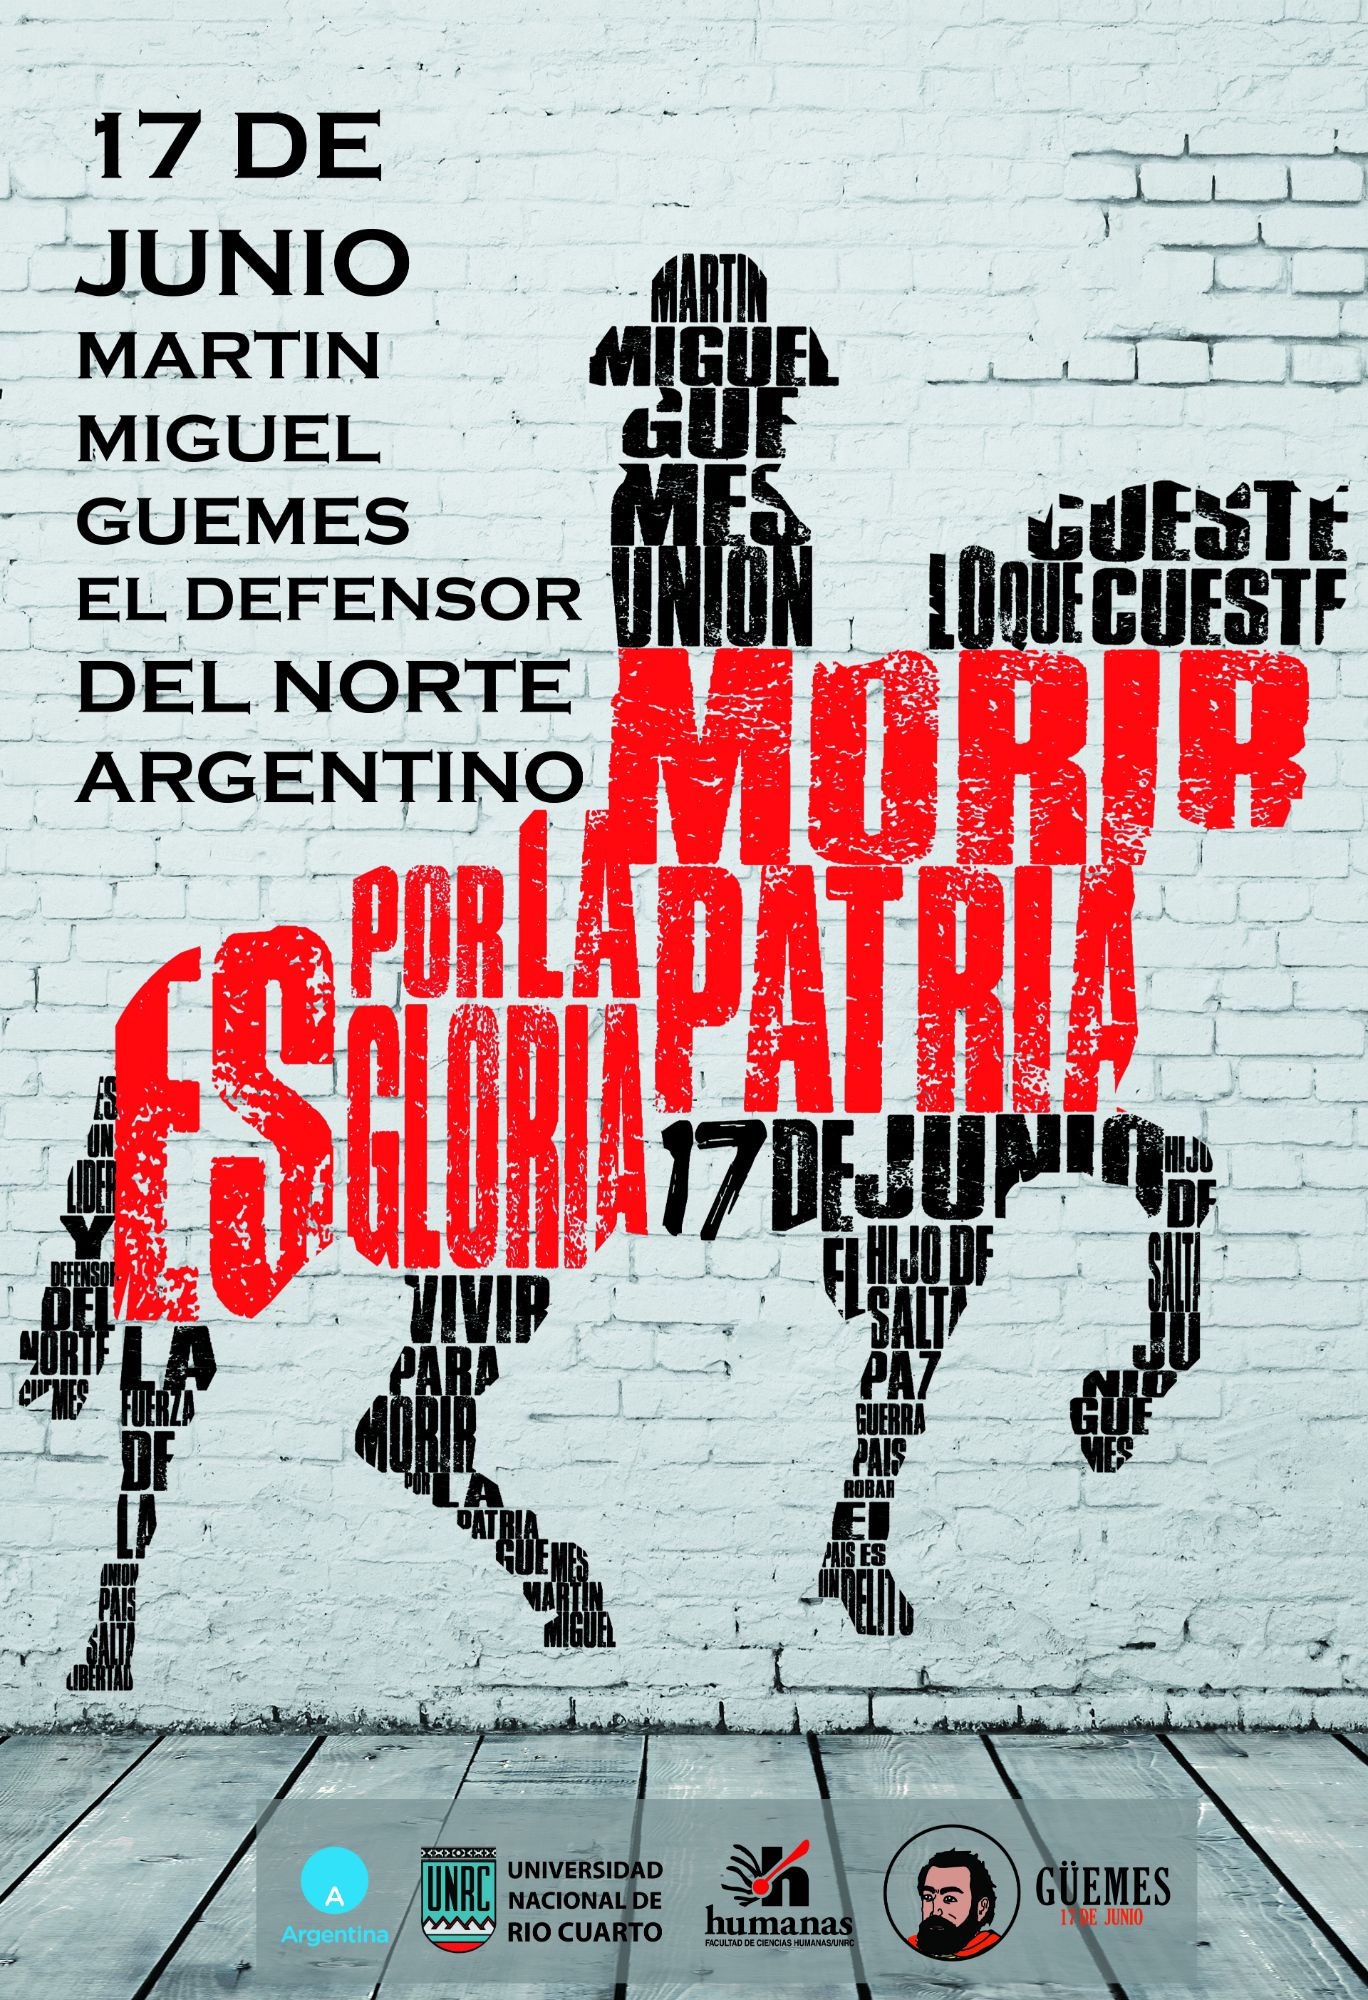 17 DE
JUNIO
MARTIN
MIGUEL
GUEMES
EL DEFENSOR
DEL NORTE
ARGENTINO
MARTIN
MIGUEL
GUE
MES
UNION
CUESTE
LO QUE CUESTE
MORIR
POR LA PATRIA
ES GLORIA
17 DE JUNIO
ES
UN
LIDER
Y
DEFENSOR
DEL
NORTE
GUEMES
LA
FUERZA
DE
LA
UNION
PAIS
SALTA
LIBERTAD
VIVIR
PARA
MORIR
POR LA
PATRIA
GUEMES
MARTIN
MIGUEL
EL HIJO DE
SALTA
PAZ
GUERRA
PAIS
ROBAR
El
PAIS ES
UN DELITO
HIJO
DE
SALTA
JU
NIO
GUE
MES
A
Argentina
UNRC
UNIVERSIDAD
NACIONAL DE
RIO CUARTO
h
humanas
FACULTAD DE CIENCIAS HUMANAS/UNRC
GÜEMES
17 DE JUNIO